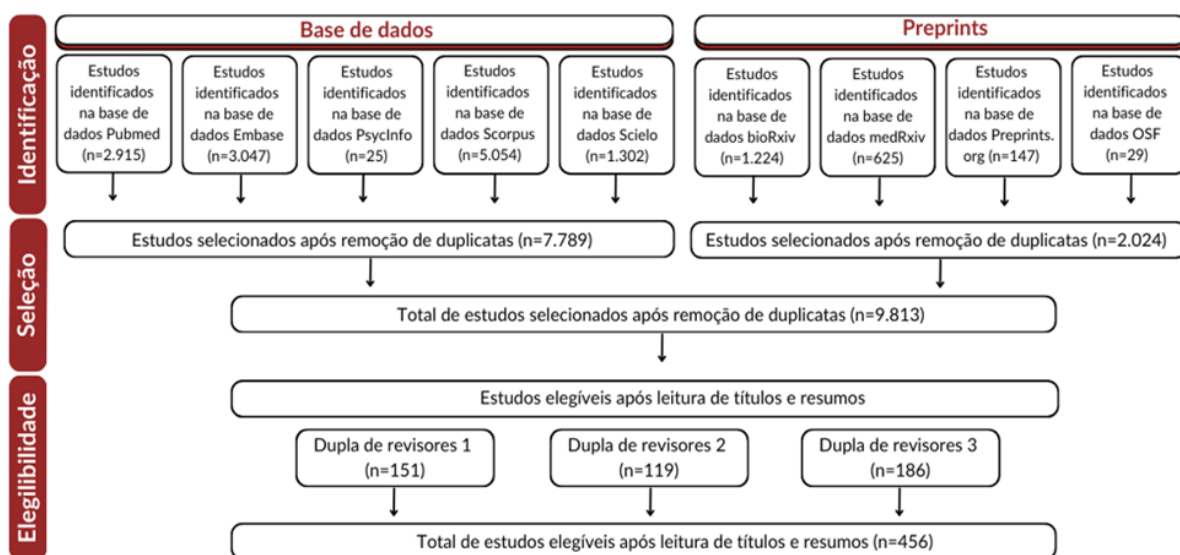 Identificação
Base de dados
Preprints
Estudos
identificados
na base de
dados Pubmed
(n=2.915)
Estudos
identificados
na base de
dados Embase
(n=3.047)
Estudos
identificados
na base de
dados PsycInfo
(n=25)
Estudos
identificados
na base de
dados Scorpus
(n=5.054)
Estudos
identificados
na base de
dados Scielo
(n=1.302)
Estudos
identificados
na base de
dados bioRxiv
(n=1.224)
Estudos
identificados
na base de
dados medRxiv
(n=625)
Estudos
identificados
na base de
dados Preprints.
org (n=147)
Estudos
identificados
na base de
dados OSF
(n=29)
Seleção
Estudos selecionados após remoção de duplicatas (n=7.789)
Estudos selecionados após remoção de duplicatas (n=2.024)
Total de estudos selecionados após remoção de duplicatas (n=9.813)
Elegilibilidade
Estudos elegíveis após leitura de títulos e resumos
Dupla de revisores 1
(n=151)
Dupla de revisores 2
(n=119)
Dupla de revisores 3
(n=186)
Total de estudos elegíveis após leitura de títulos e resumos (n=456)